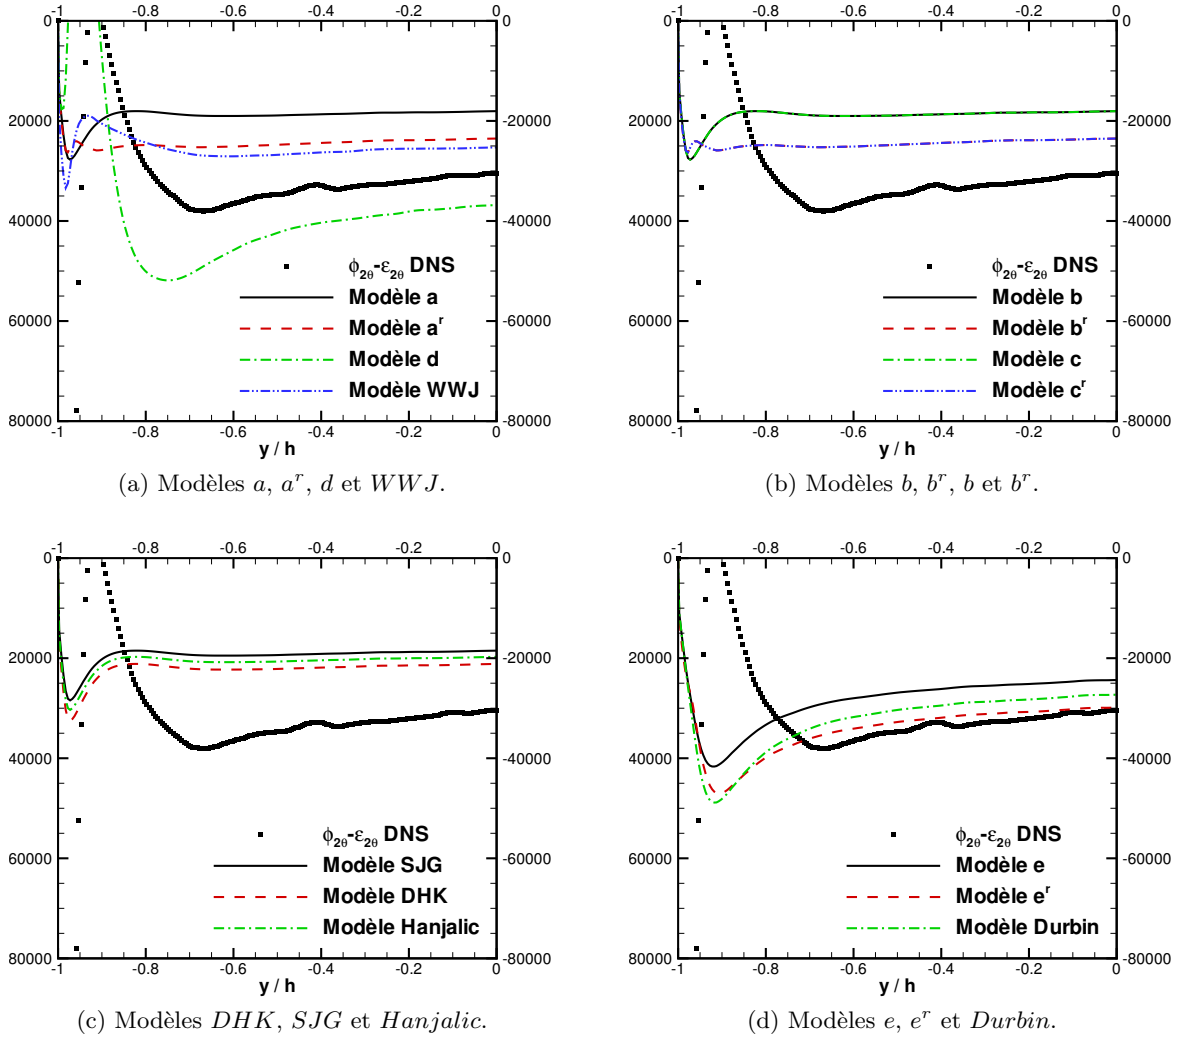 -1 -0.8 -0.6 -0.4 -0.2 0
0 0
20000 -20000
40000 -40000
60000 -60000
80000 -80000
ϕ2θ-ε2θ DNS
Modèle a
Modèle a^r
Modèle d
Modèle WWJ
-1 -0.8 -0.6 -0.4 -0.2 0
y / h
(a) Modèles a, a^r, d et WWJ.
-1 -0.8 -0.6 -0.4 -0.2 0
0 0
20000 -20000
40000 -40000
60000 -60000
80000 -80000
ϕ2θ-ε2θ DNS
Modèle b
Modèle b^r
Modèle c
Modèle c^r
-1 -0.8 -0.6 -0.4 -0.2 0
y / h
(b) Modèles b, b^r, b et b^r.
-1 -0.8 -0.6 -0.4 -0.2 0
0 0
20000 -20000
40000 -40000
60000 -60000
80000 -80000
ϕ2θ-ε2θ DNS
Modèle SJG
Modèle DHK
Modèle Hanjalic
-1 -0.8 -0.6 -0.4 -0.2 0
y / h
(c) Modèles DHK, SJG et Hanjalic.
-1 -0.8 -0.6 -0.4 -0.2 0
0 0
20000 -20000
40000 -40000
60000 -60000
80000 -80000
ϕ2θ-ε2θ DNS
Modèle e
Modèle e^r
Modèle Durbin
-1 -0.8 -0.6 -0.4 -0.2 0
y / h
(d) Modèles e, e^r et Durbin.